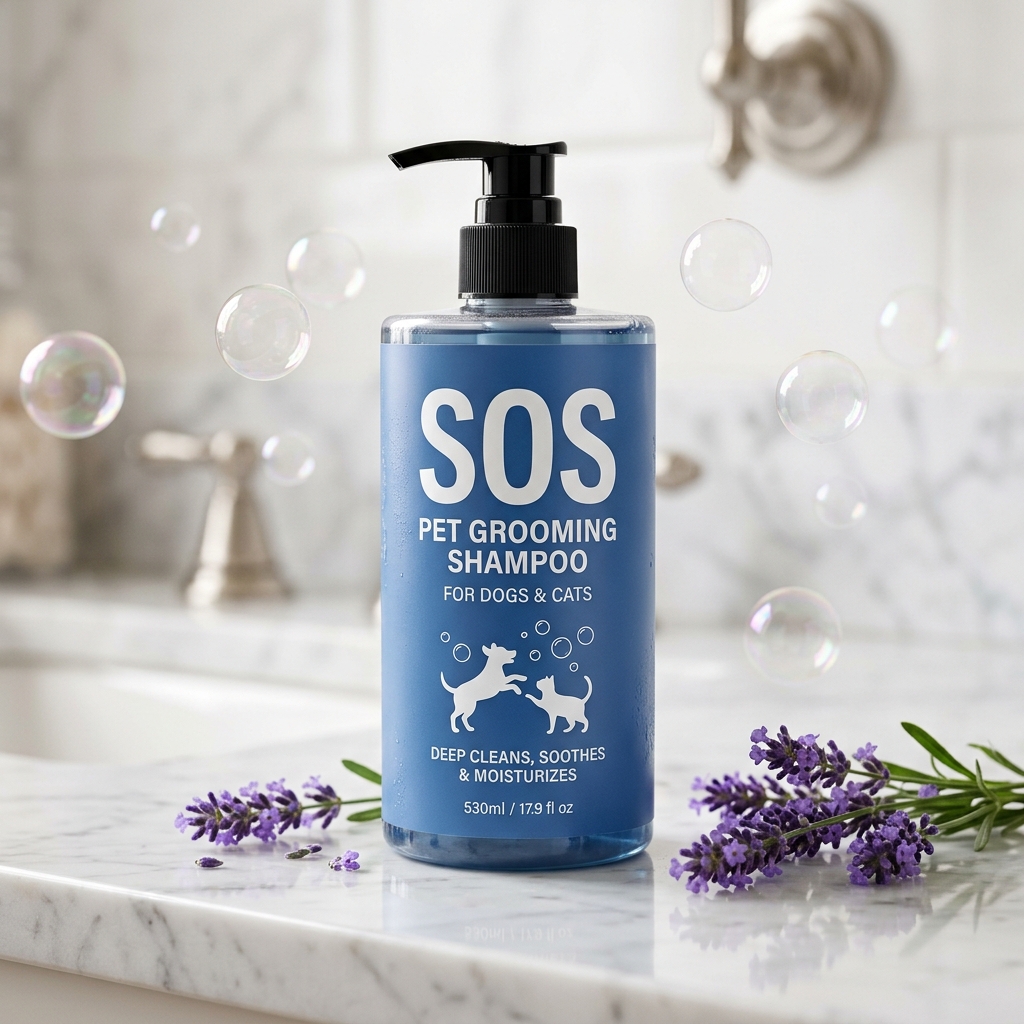 SOS
PET GROOMING
SHAMPOO
FOR DOGS & CATS
DEEP CLEANS, SOOTHES
& MOISTURIZES
530ml / 17.9 fl oz